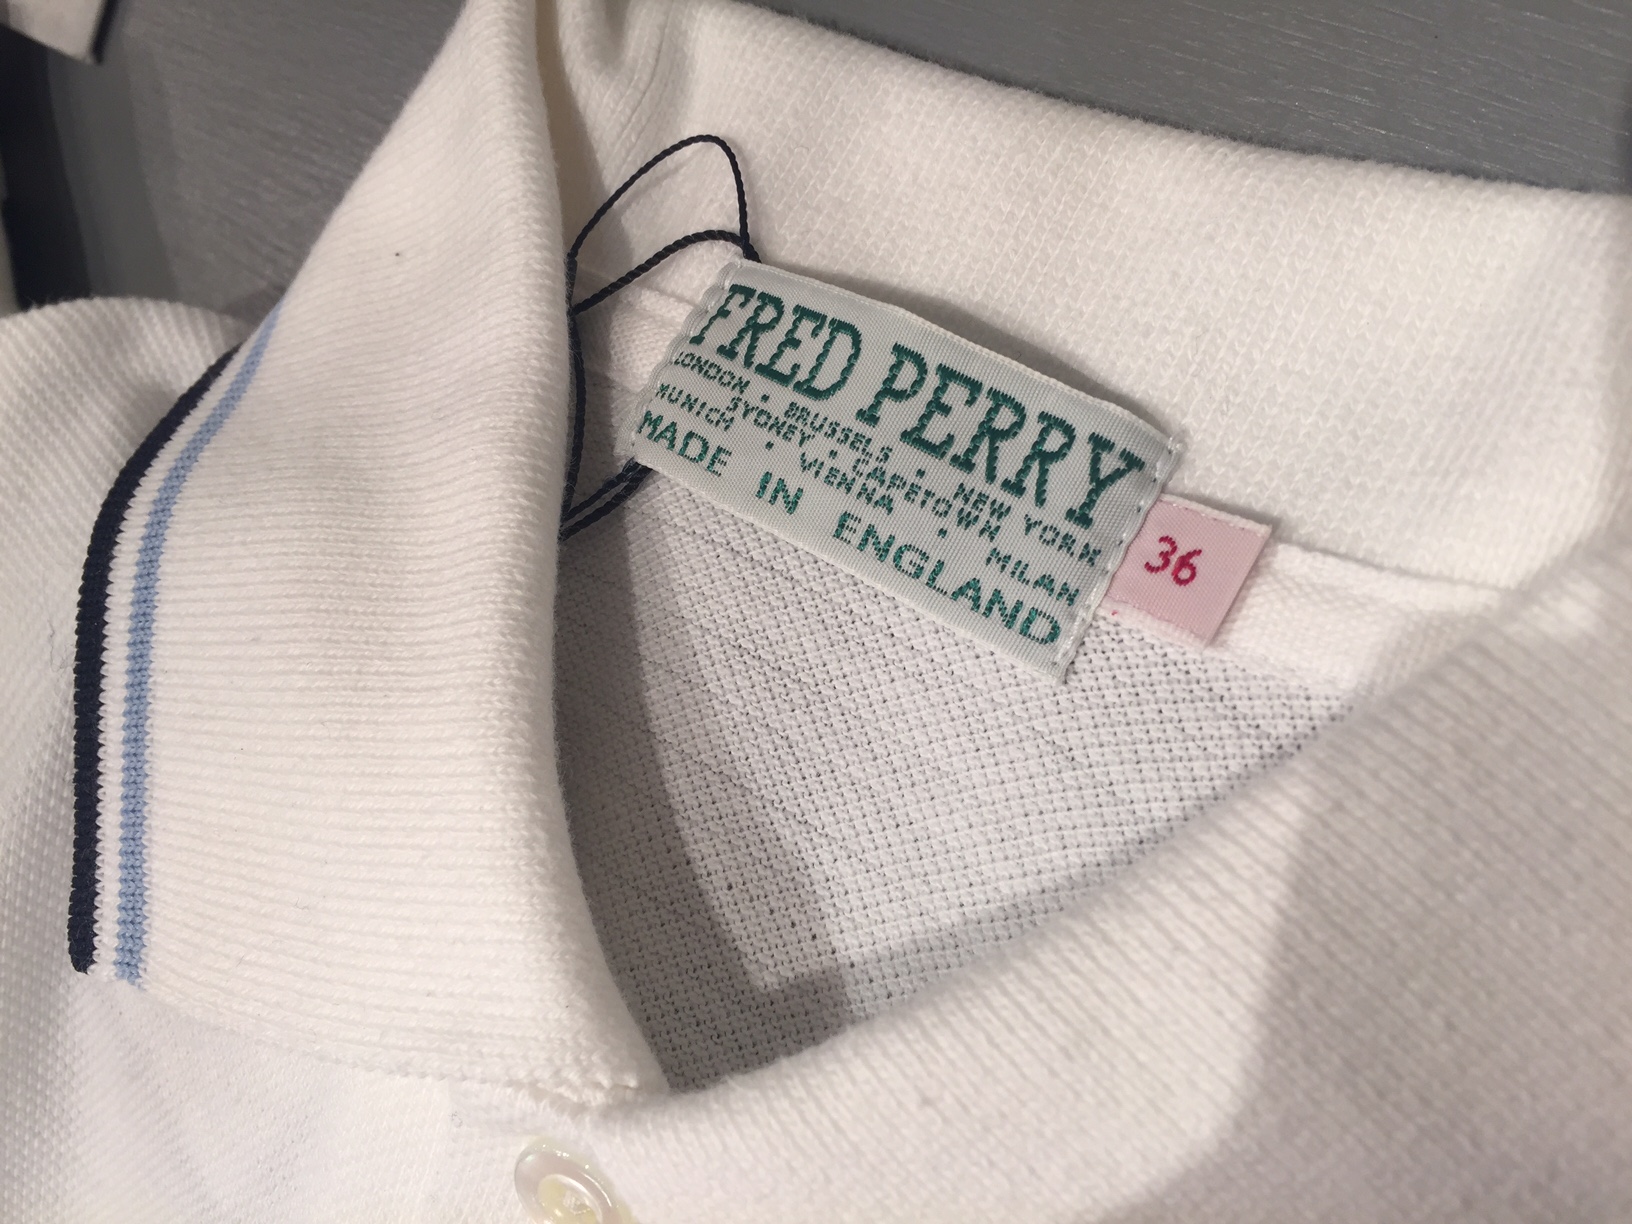 FRED PERRY
LONDON · BRUSSELS · NEW YORK
SYDNEY · CAPETOWN
MUNICH · VIENNA · MILAN
MADE IN ENGLAND
36